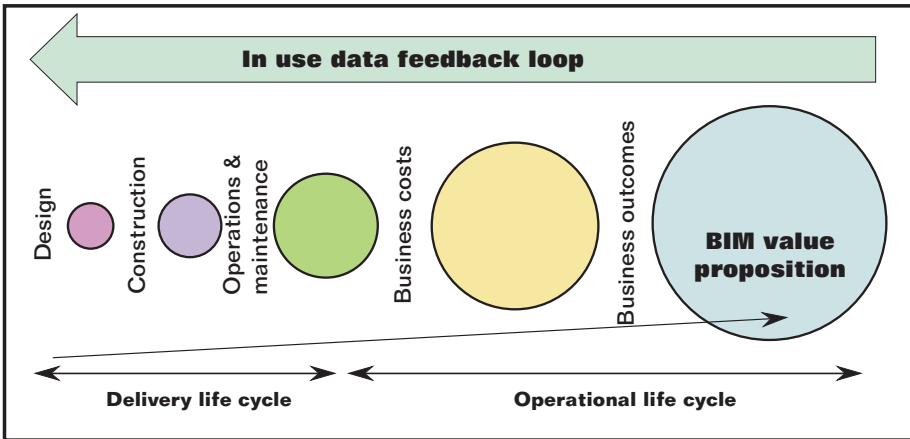 In use data feedback loop
Design
Construction
Operations &
maintenance
Business costs
Business outcomes
BIM value
proposition
Delivery life cycle
Operational life cycle